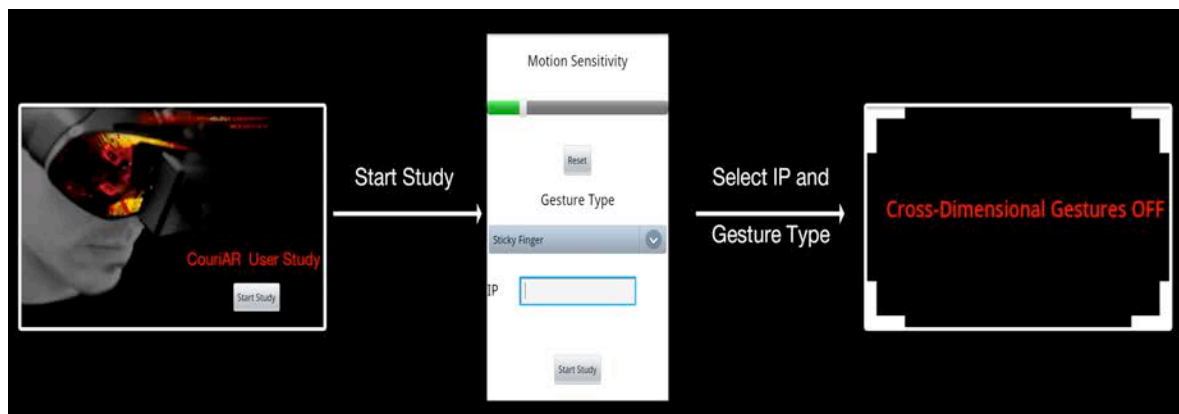 CouriAR User Study
Start Study
Start Study
Motion Sensitivity
Reset
Gesture Type
Sticky Finger
IP
Start Study
Select IP and
Gesture Type
Cross-Dimensional Gestures OFF